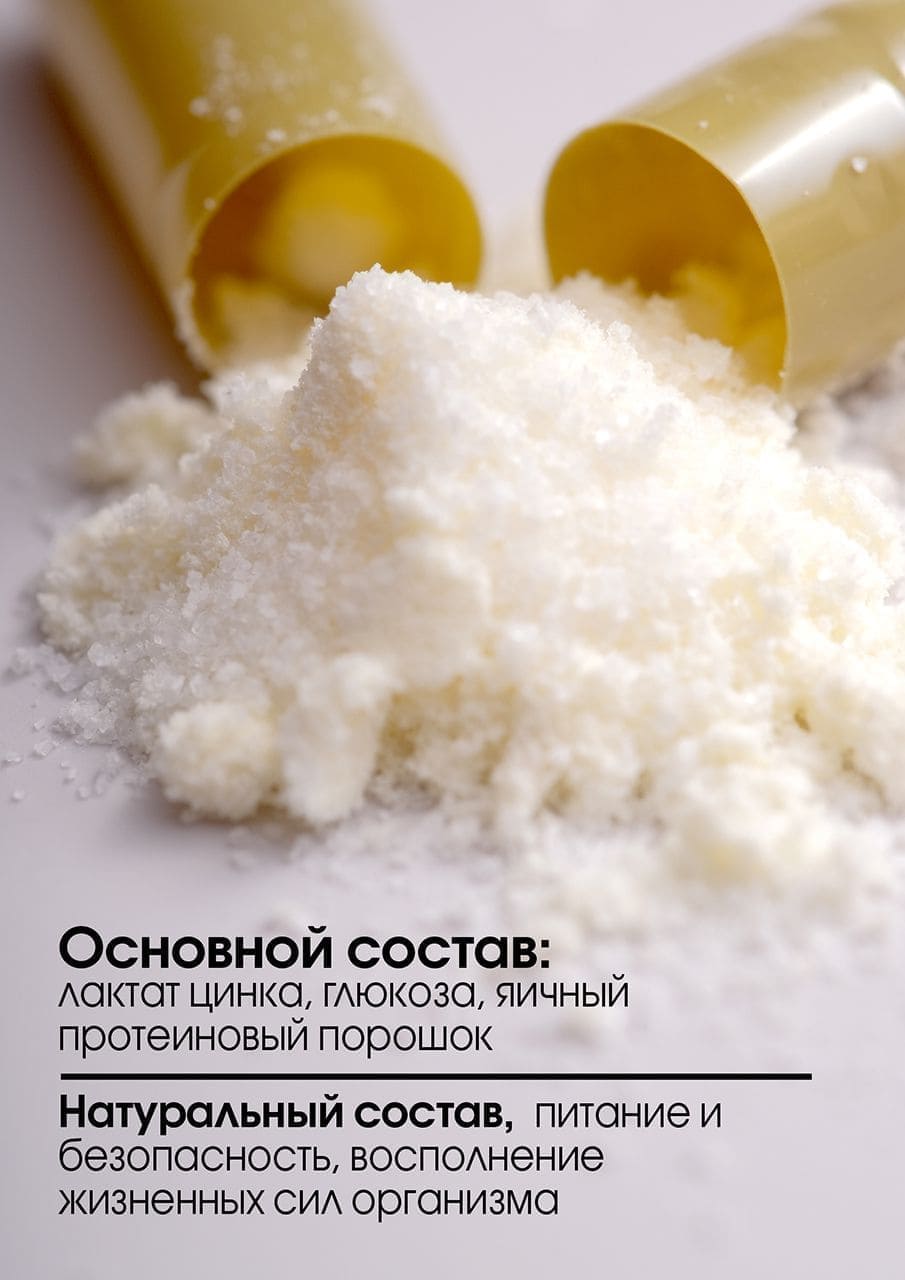 Основной состав:
лактат цинка, глюкоза, яичный
протеиновый порошок
Натуральный состав, питание и
безопасность, восполнение
жизненных сил организма